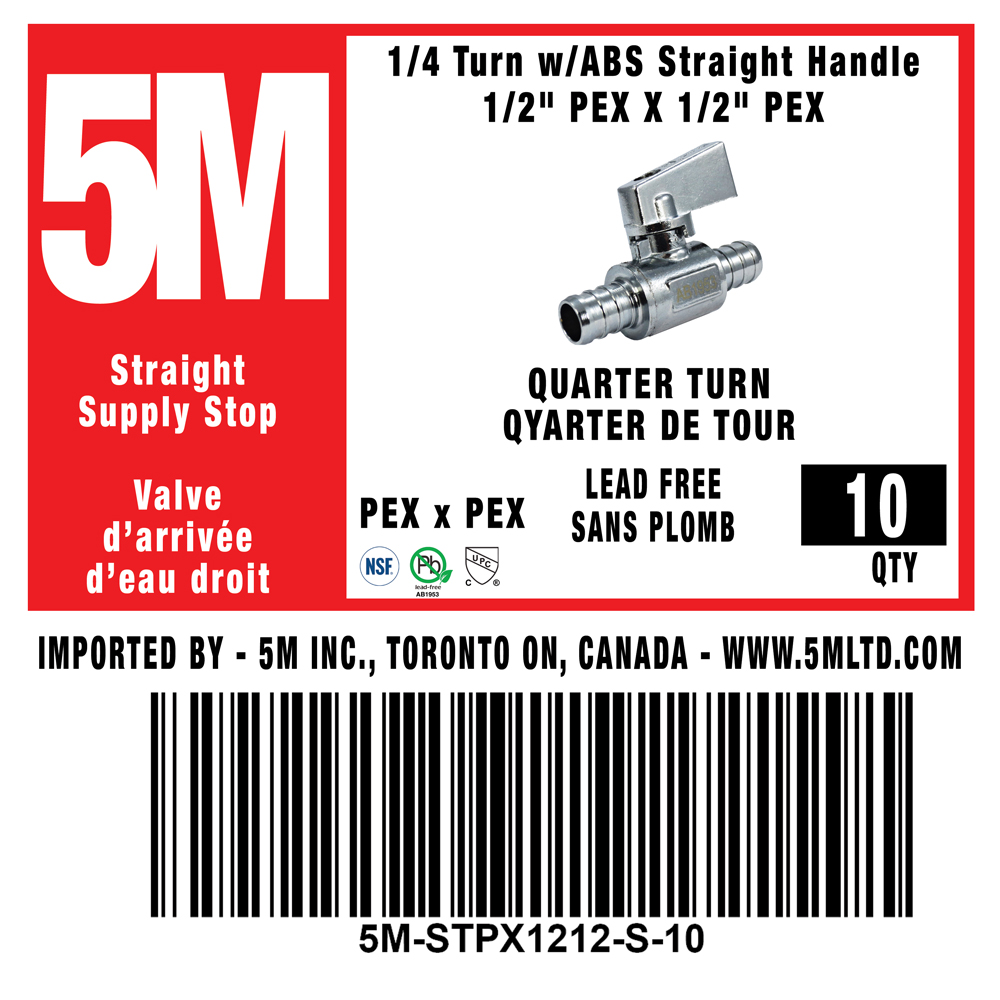 5M
Straight
Supply Stop
Valve
d'arrivée
d'eau droit
1/4 Turn w/ABS Straight Handle
1/2" PEX X 1/2" PEX
QUARTER TURN
QYARTER DE TOUR
PEX x PEX
LEAD FREE
SANS PLOMB
10
QTY
NSF.
Pb
lead-free
AB1953
UPC
C ®
IMPORTED BY - 5M INC., TORONTO ON, CANADA - WWW.5MLTD.COM
5M-STPX1212-S-10